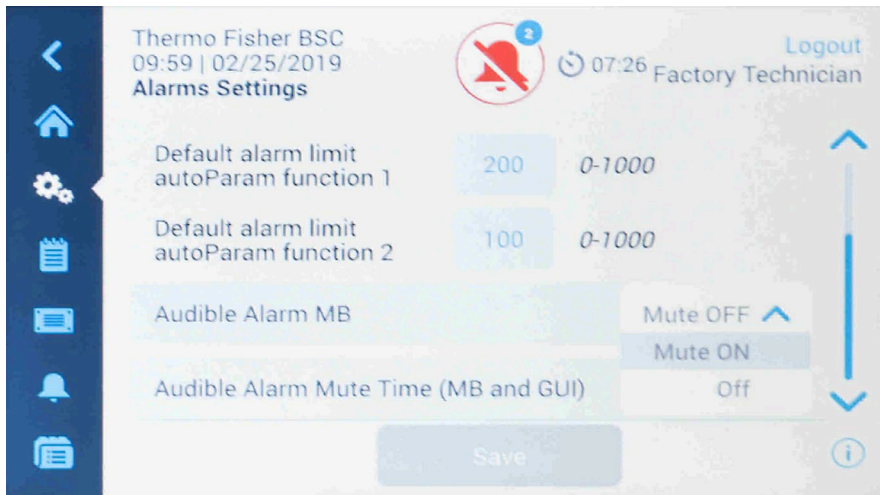 Thermo Fisher BSC
09:59 | 02/25/2019
Alarms Settings
2
07:26
Logout
Factory Technician
Default alarm limit
autoParam function 1
200
0-1000
Default alarm limit
autoParam function 2
100
0-1000
Audible Alarm MB
Mute OFF
Mute ON
Audible Alarm Mute Time (MB and GUI)
Off
Save
i